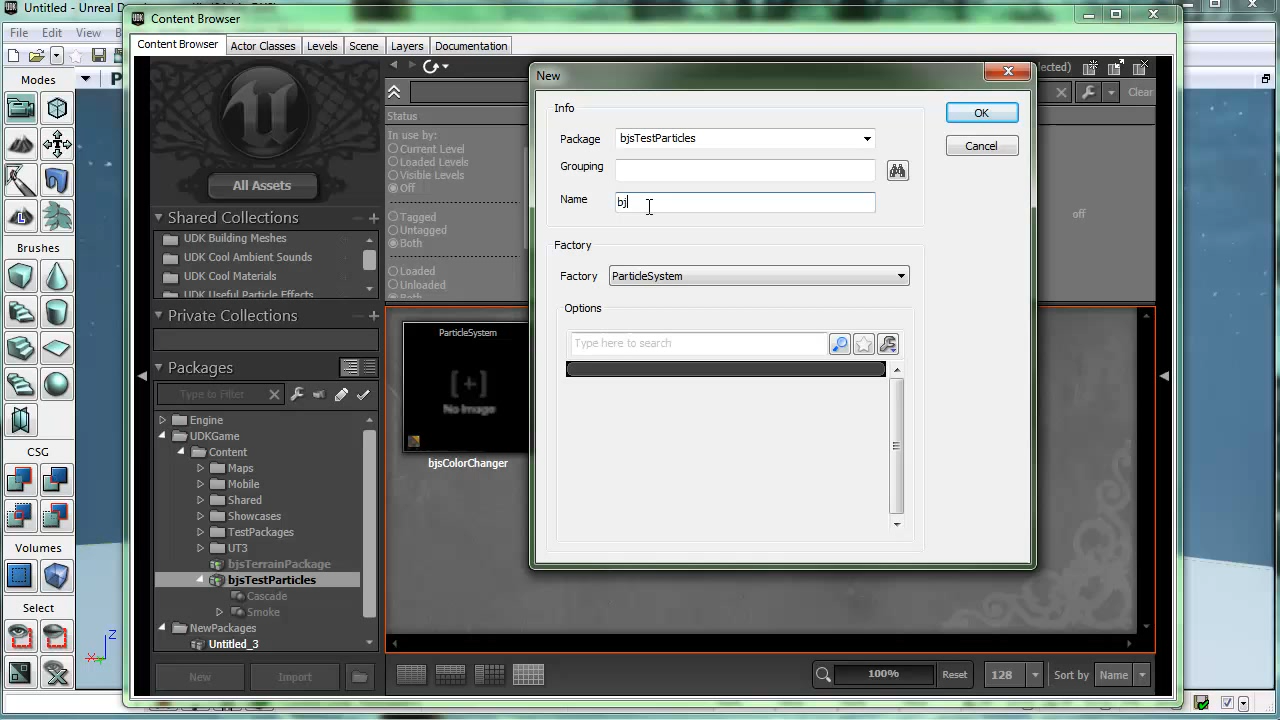 Untitled - Unreal De
Content Browser
File Edit View
Content Browser Actor Classes Levels Scene Layers Documentation
Modes
P
New
ected)
Clear
Status
In use by:
Current Level
Loaded Levels
Visible Levels
Off
Tagged
Untagged
Both
Loaded
Unloaded
Both
off
All Assets
Shared Collections
UDK Building Meshes
UDK Cool Ambient Sounds
UDK Cool Materials
UDK Useful Particle Effects
Private Collections
Packages
Type to Filter
Engine
UDKGame
Content
Maps
Mobile
Shared
Showcases
TestPackages
UT3
bjsTerrainPackage
bjsTestParticles
Cascade
Smoke
NewPackages
Untitled_3
New Import
Brushes
CSG
Volumes
Select
Z
X
ParticleSystem
[+]
No Image
bjsColorChanger
Info
Package bjsTestParticles
Grouping
Name bj
OK
Cancel
Factory
Factory ParticleSystem
Options
Type here to search
100% Reset 128 Sort by Name